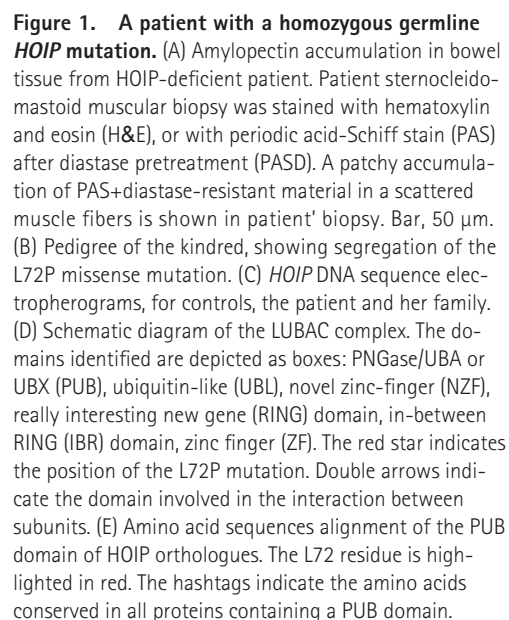 Figure 1. A patient with a homozygous germline
HOIP mutation. (A) Amylopectin accumulation in bowel
tissue from HOIP-deficient patient. Patient sternocleido-
mastoid muscular biopsy was stained with hematoxylin
and eosin (H&E), or with periodic acid-Schiff stain (PAS)
after diastase pretreatment (PASD). A patchy accumula-
tion of PAS+diastase-resistant material in a scattered
muscle fibers is shown in patient' biopsy. Bar, 50 µm.
(B) Pedigree of the kindred, showing segregation of the
L72P missense mutation. (C) HOIP DNA sequence elec-
tropherograms, for controls, the patient and her family.
(D) Schematic diagram of the LUBAC complex. The do-
mains identified are depicted as boxes: PNGase/UBA or
UBX (PUB), ubiquitin-like (UBL), novel zinc-finger (NZF),
really interesting new gene (RING) domain, in-between
RING (IBR) domain, zinc finger (ZF). The red star indicates
the position of the L72P mutation. Double arrows indi-
cate the domain involved in the interaction between
subunits. (E) Amino acid sequences alignment of the PUB
domain of HOIP orthologues. The L72 residue is high-
lighted in red. The hashtags indicate the amino acids
conserved in all proteins containing a PUB domain.